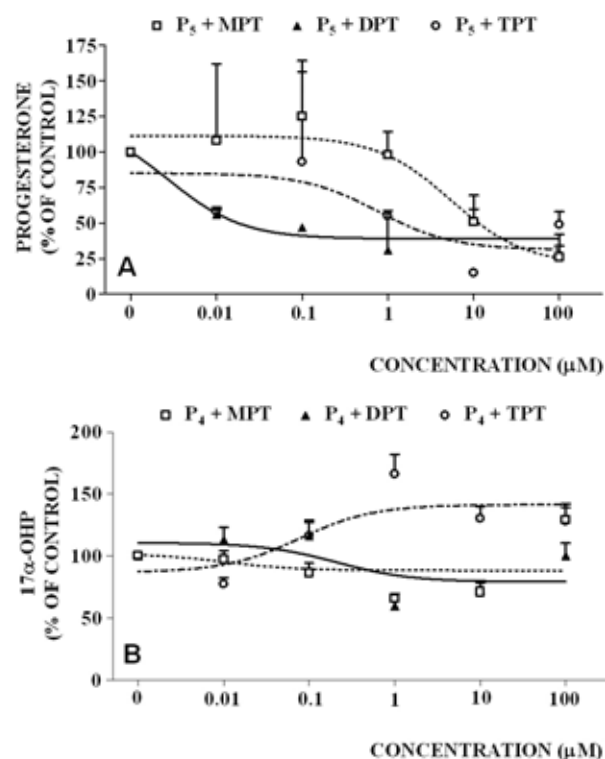 □ P5 + MPT ▲ P5 + DPT ○ P5 + TPT
PROGESTERONE
(% OF CONTROL)
175
150
125
100
75
50
25
0
A
0 0.01 0.1 1 10 100
CONCENTRATION (µM)
□ P4 + MPT ▲ P4 + DPT ○ P4 + TPT
17α-OHP
(% OF CONTROL)
200
150
100
50
0
B
0 0.01 0.1 1 10 100
CONCENTRATION (µM)